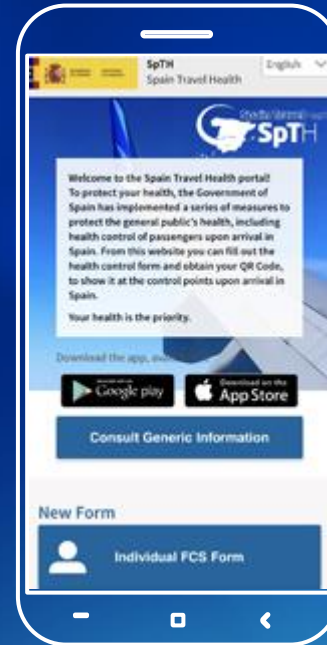 SpTH
Spain Travel Health
English
SpTH
Welcome to the Spain Travel Health portal!
To protect your health, the Government of
Spain has implemented a series of measures to
protect the general public's health, including
health control of passengers upon arrival in
Spain. From this website you can fill out the
health control form and obtain your QR Code,
to show it at the control points upon arrival in
Spain.
Your health is the priority.
Download the app,
Google play
Download on the
App Store
Consult Generic Information
New Form
Individual FCS Form